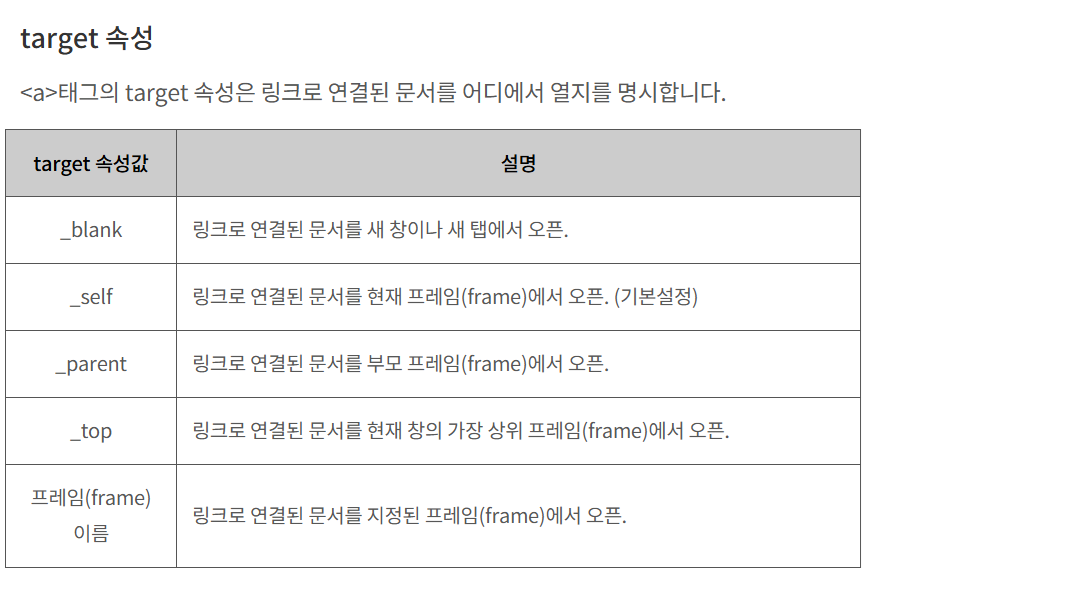 target 속성
<a>태그의 target 속성은 링크로 연결된 문서를 어디에서 열지를 명시합니다.
target 속성값 설명
_blank 링크로 연결된 문서를 새 창이나 새 탭에서 오픈.
_self 링크로 연결된 문서를 현재 프레임(frame)에서 오픈. (기본설정)
_parent 링크로 연결된 문서를 부모 프레임(frame)에서 오픈.
_top 링크로 연결된 문서를 현재 창의 가장 상위 프레임(frame)에서 오픈.
프레임(frame)
이름
링크로 연결된 문서를 지정된 프레임(frame)에서 오픈.